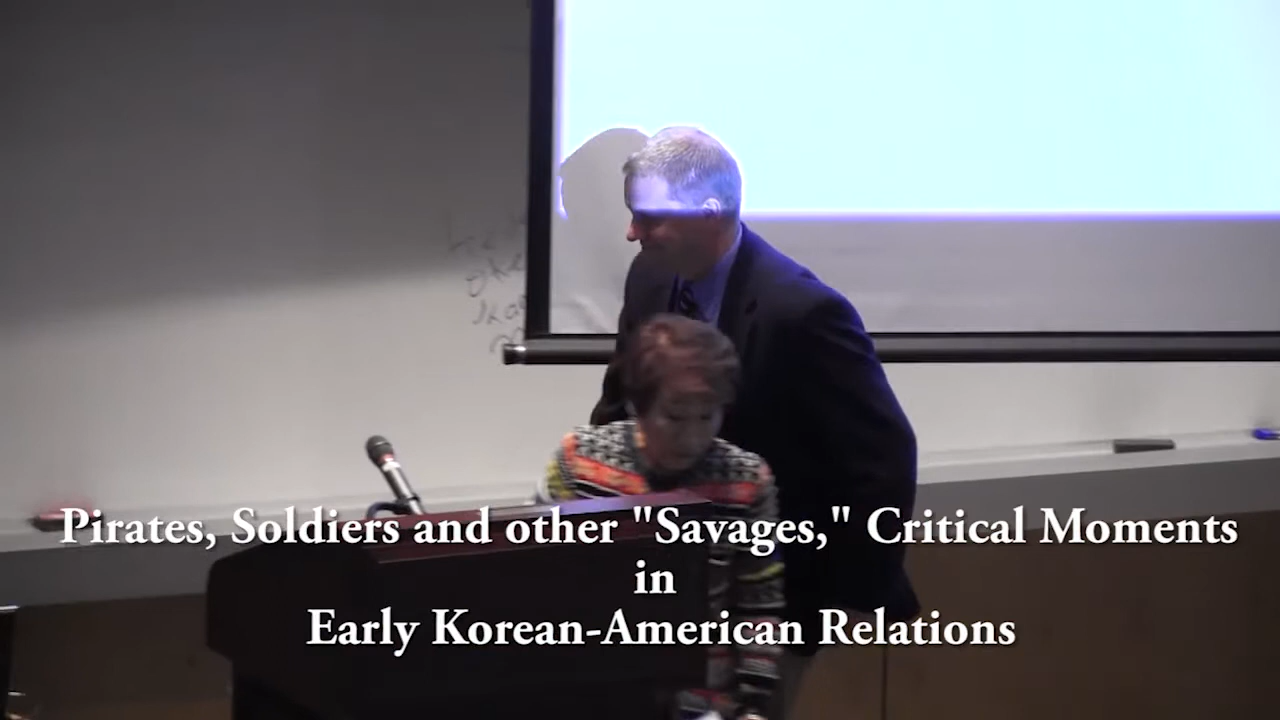 Pirates, Soldiers and other "Savages," Critical Moments
in
Early Korean-American Relations